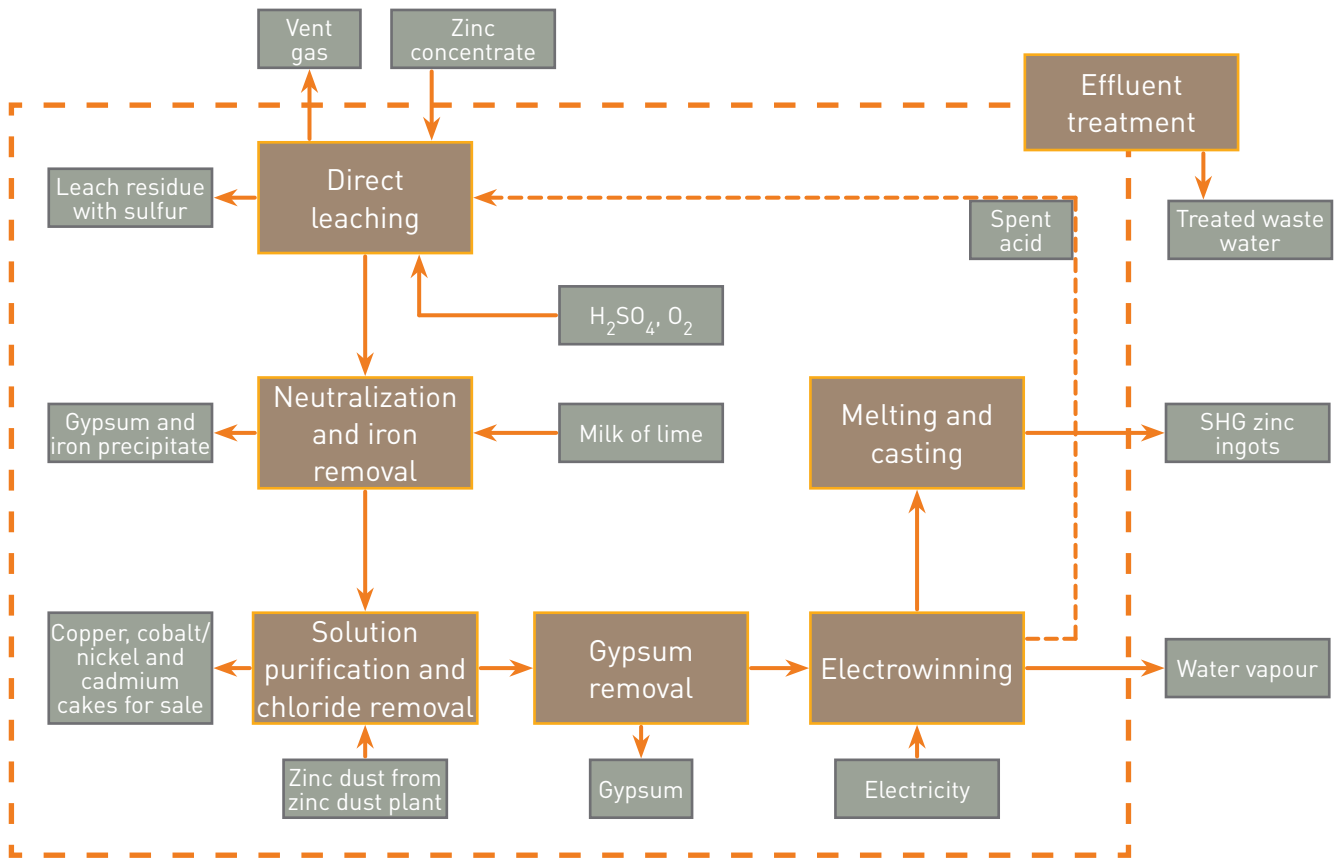 Vent
gas
Zinc
concentrate
Effluent
treatment
Direct
leaching
Leach residue
with sulfur
Spent
acid
Treated waste
water
H₂SO₄, O₂
Neutralization
and iron
removal
Gypsum and
iron precipitate
Milk of lime
Melting and
casting
SHG zinc
ingots
Copper, cobalt/
nickel and
cadmium
cakes for sale
Solution
purification and
chloride removal
Gypsum
removal
Electrowinning
Water vapour
Zinc dust from
zinc dust plant
Gypsum
Electricity